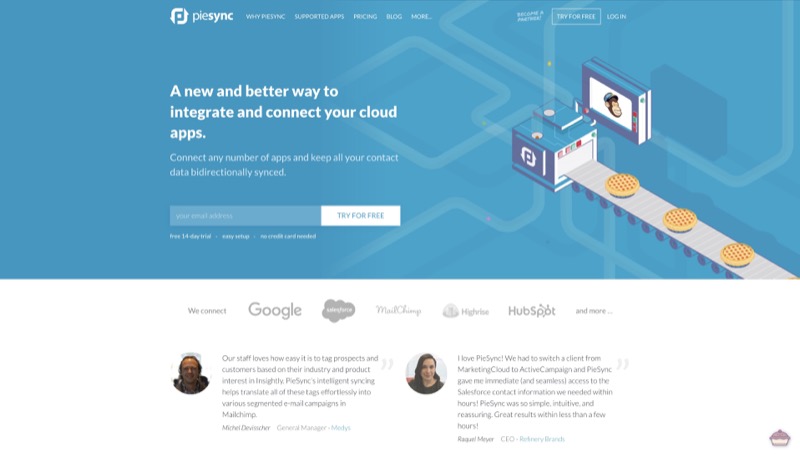 piesync
WHY PIESYNC SUPPORTED APPS PRICING BLOG MORE...
BECOME A
PARTNER!
TRY FOR FREE
LOG IN
A new and better way to
integrate and connect your cloud
apps.
Connect any number of apps and keep all your contact
data bidirectionally synced.
your email address
TRY FOR FREE
free 14-day trial · easy setup · no credit card needed
We connect
Google
salesforce
MailChimp
Highrise
HubSpot
and more ...
Our staff loves how easy it is to tag prospects and
customers based on their industry and product
interest in Insightly. PieSync's intelligent syncing
helps translate all of these tags effortlessly into
various segmented e-mail campaigns in
Mailchimp.
Michel Devisscher General Manager - Medys
I love PieSync! We had to switch a client from
MarketingCloud to ActiveCampaign and PieSync
gave me immediate (and seamless) access to the
Salesforce contact information we needed within
hours! PieSync was so simple, intuitive, and
reassuring. Great results within less than a few
hours!
Raquel Meyer CEO - Refinery Brands